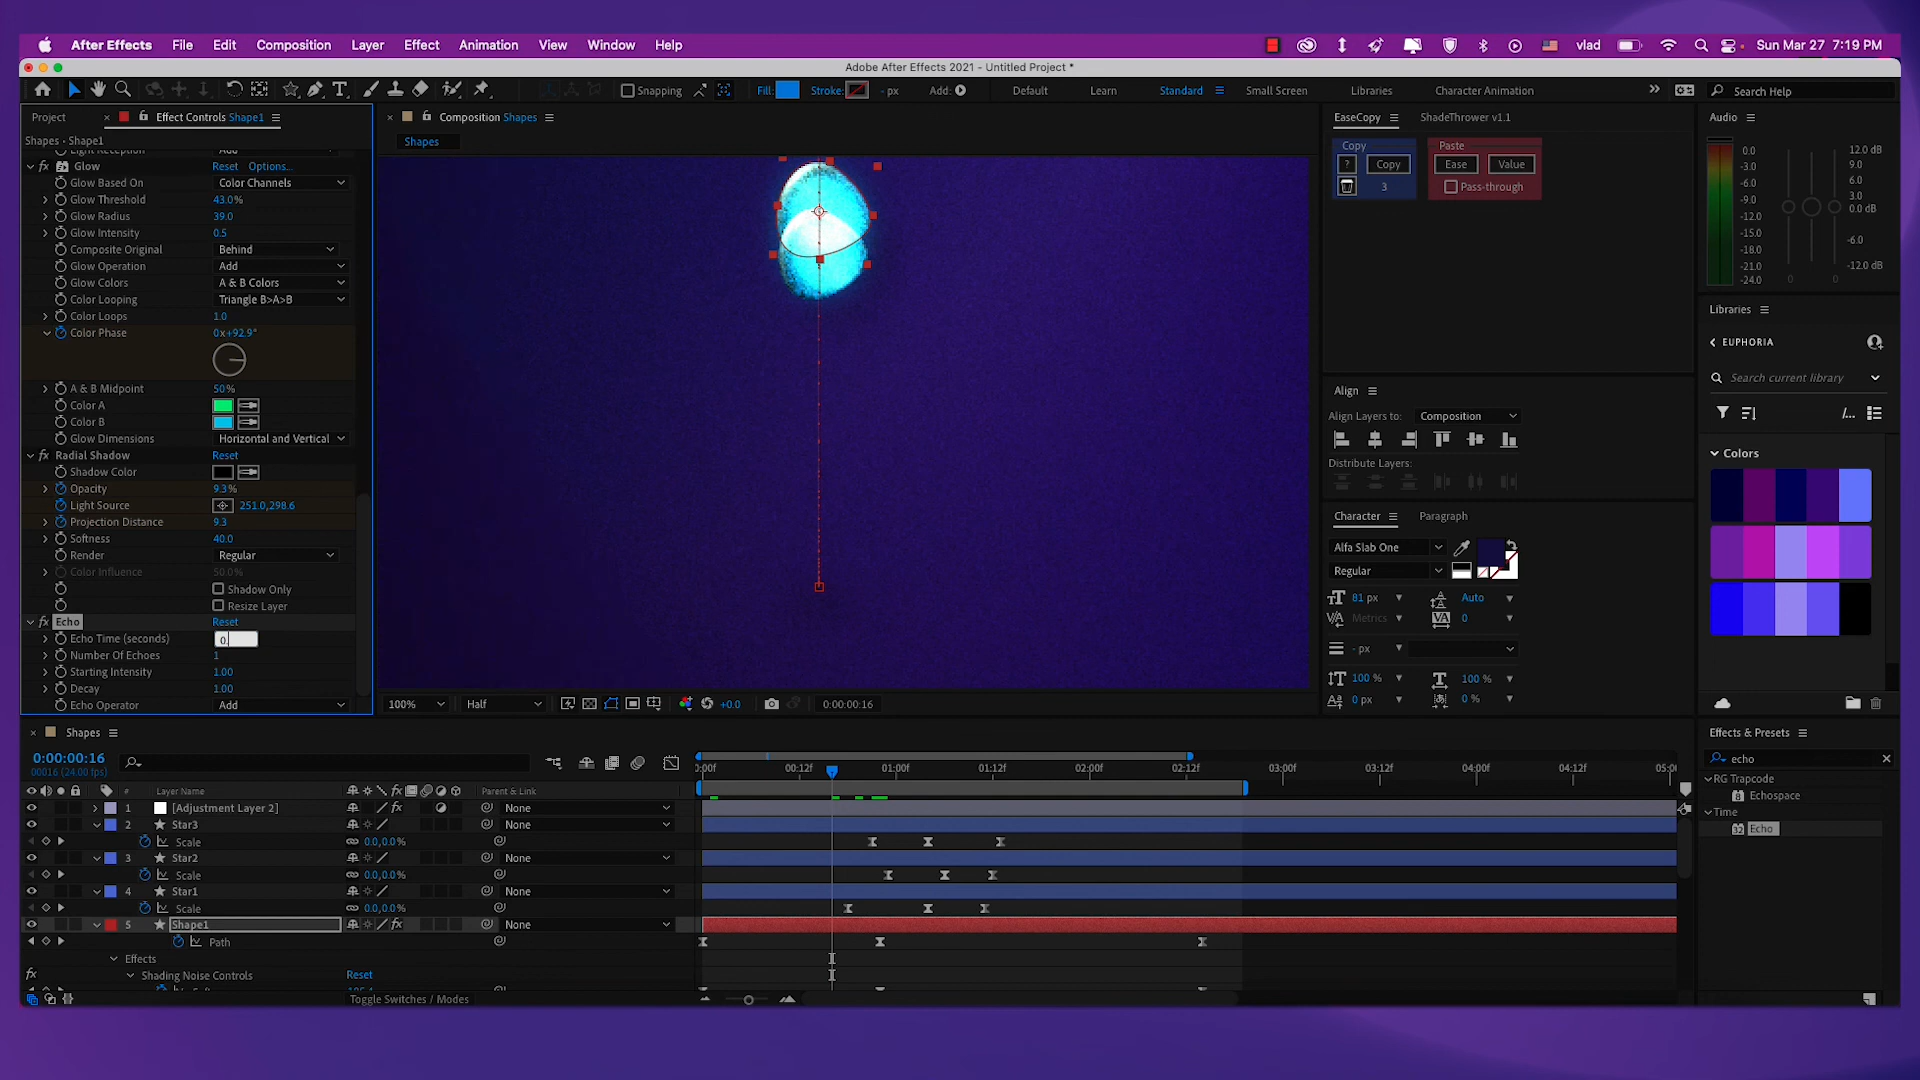 After Effects File Edit Composition Layer Effect Animation View Window Help vlad Sun Mar 27 7:19 PM
Adobe After Effects 2021 - Untitled Project *
Snapping Fill: Stroke: - px Add: Default Learn Standard Small Screen Libraries Character Animation Search Help
Project Effect Controls Shape1
Shapes • Shape1
Glow Reset Options...
Glow Based On Color Channels
Glow Threshold 43.0%
Glow Radius 39.0
Glow Intensity 0.5
Composite Original Behind
Glow Operation Add
Glow Colors A & B Colors
Color Looping Triangle B>A>B
Color Loops 1.0
Color Phase 0x+92.9°
A & B Midpoint 50%
Color A
Color B
Glow Dimensions Horizontal and Vertical
Radial Shadow Reset
Shadow Color
Opacity 9.3%
Light Source 251.0,298.6
Projection Distance 9.3
Softness 40.0
Render Regular
Color Influence 50.0%
Shadow Only
Resize Layer
Echo Reset
Echo Time (seconds) 0.
Number Of Echoes 1
Starting Intensity 1.00
Decay 1.00
Echo Operator Add
Composition Shapes
Shapes
100% Half +0.0 0:00:00:16
EaseCopy ShadeThrower v1.1
Copy Paste
? Copy Ease Value
3 Pass-through
Align
Align Layers to: Composition
Distribute Layers:
Character Paragraph
Alfa Slab One
Regular
81 px Auto
Metrics 0
- px
100 % 100 %
0 px 0 %
Audio
0.0 12.0 dB
-3.0 9.0
-6.0 6.0
-9.0 3.0
-12.0 0.0 dB
-15.0
-18.0 -6.0
-21.0
-24.0 0 0 -12.0 dB
Libraries
EUPHORIA
Search current library
Colors
Effects & Presets
echo
RG Trapcode
Echospace
Time
32 Echo
Shapes
0:00:00:16
00016 (24.00 fps)
:00f 00:12f 01:00f 01:12f 02:00f 02:12f 03:00f 03:12f 04:00f 04:12f
# Layer Name Parent & Link
1 [Adjustment Layer 2] None
2 Star3 None
Scale 0.0,0.0%
3 Star2 None
Scale 0.0,0.0%
4 Star1 None
Scale 0.0,0.0%
5 Shape1 None
Path
Effects
Shading Noise Controls Reset
Toggle Switches / Modes